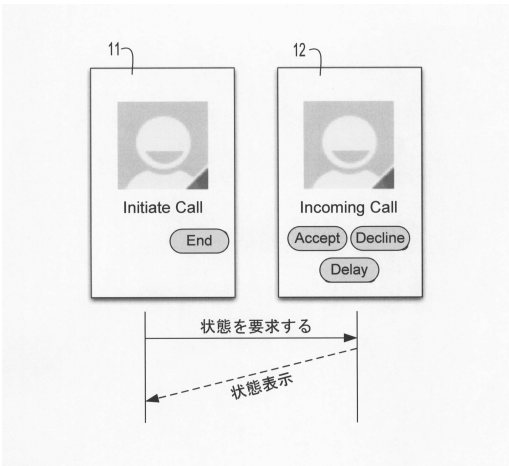 11
12
Initiate Call
Incoming Call
End
Accept
Decline
Delay
状態を要求する
状態表示